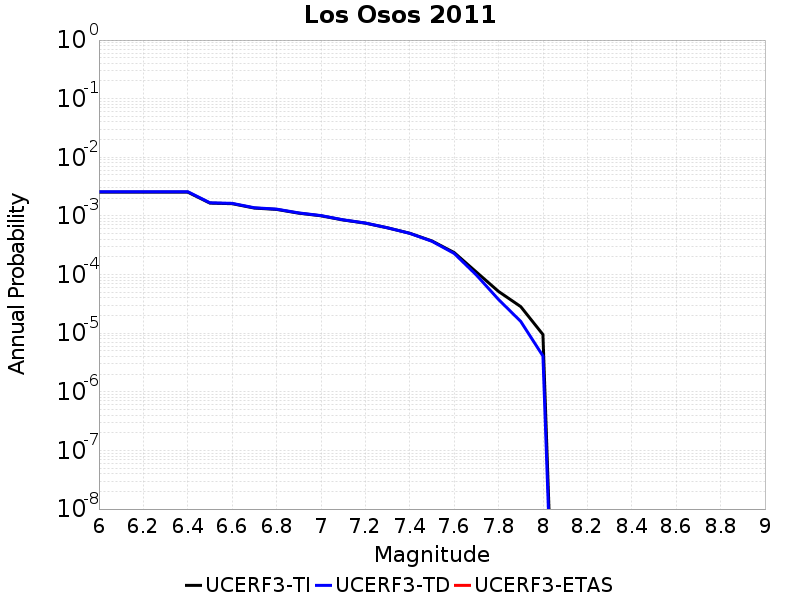 Los Osos 2011
Annual Probability
10^0
10^-1
10^-2
10^-3
10^-4
10^-5
10^-6
10^-7
10^-8
6 6.2 6.4 6.6 6.8 7 7.2 7.4 7.6 7.8 8 8.2 8.4 8.6 8.8 9
Magnitude
UCERF3-TI UCERF3-TD UCERF3-ETAS